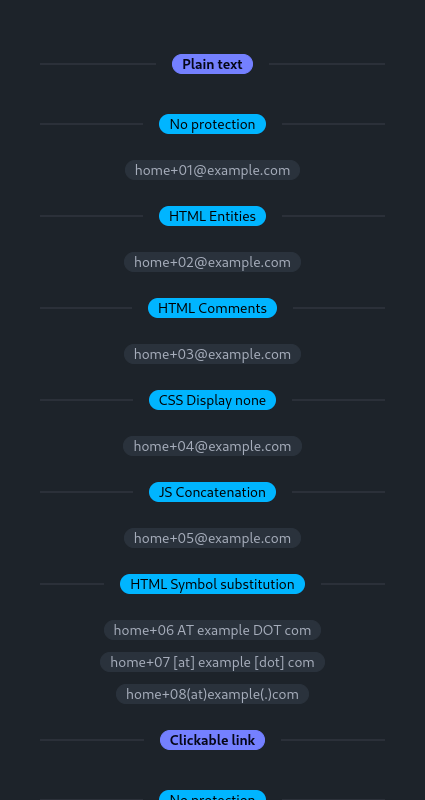 Plain text
No protection
home+01@example.com
HTML Entities
home+02@example.com
HTML Comments
home+03@example.com
CSS Display none
home+04@example.com
JS Concatenation
home+05@example.com
HTML Symbol substitution
home+06 AT example DOT com
home+07 [at] example [dot] com
home+08(at)example(.)com
Clickable link
No protection